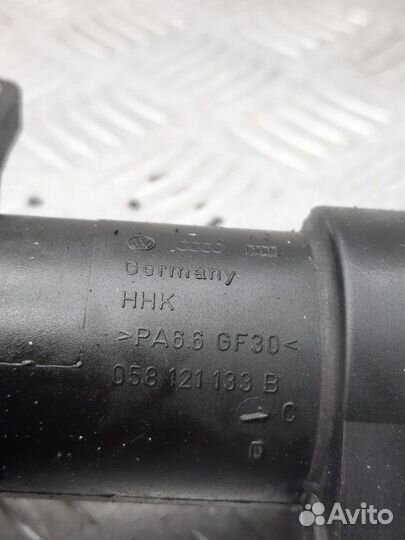 Germany
HHK
>PA6.6 GF30<
058 121 133 B
C
D
Avito